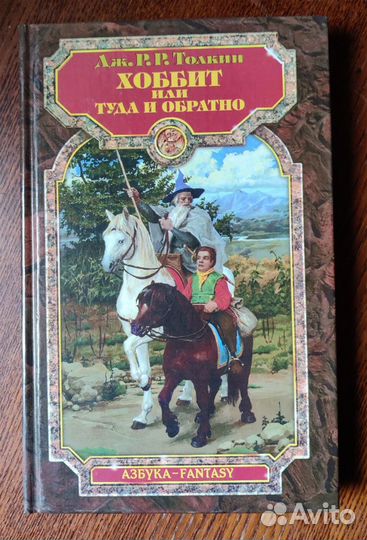 Дж. Р. Р. Толкин
ХОББИТ
ИЛИ
ТУДА И ОБРАТНО
АЗБУКА-FANTASY
Avito